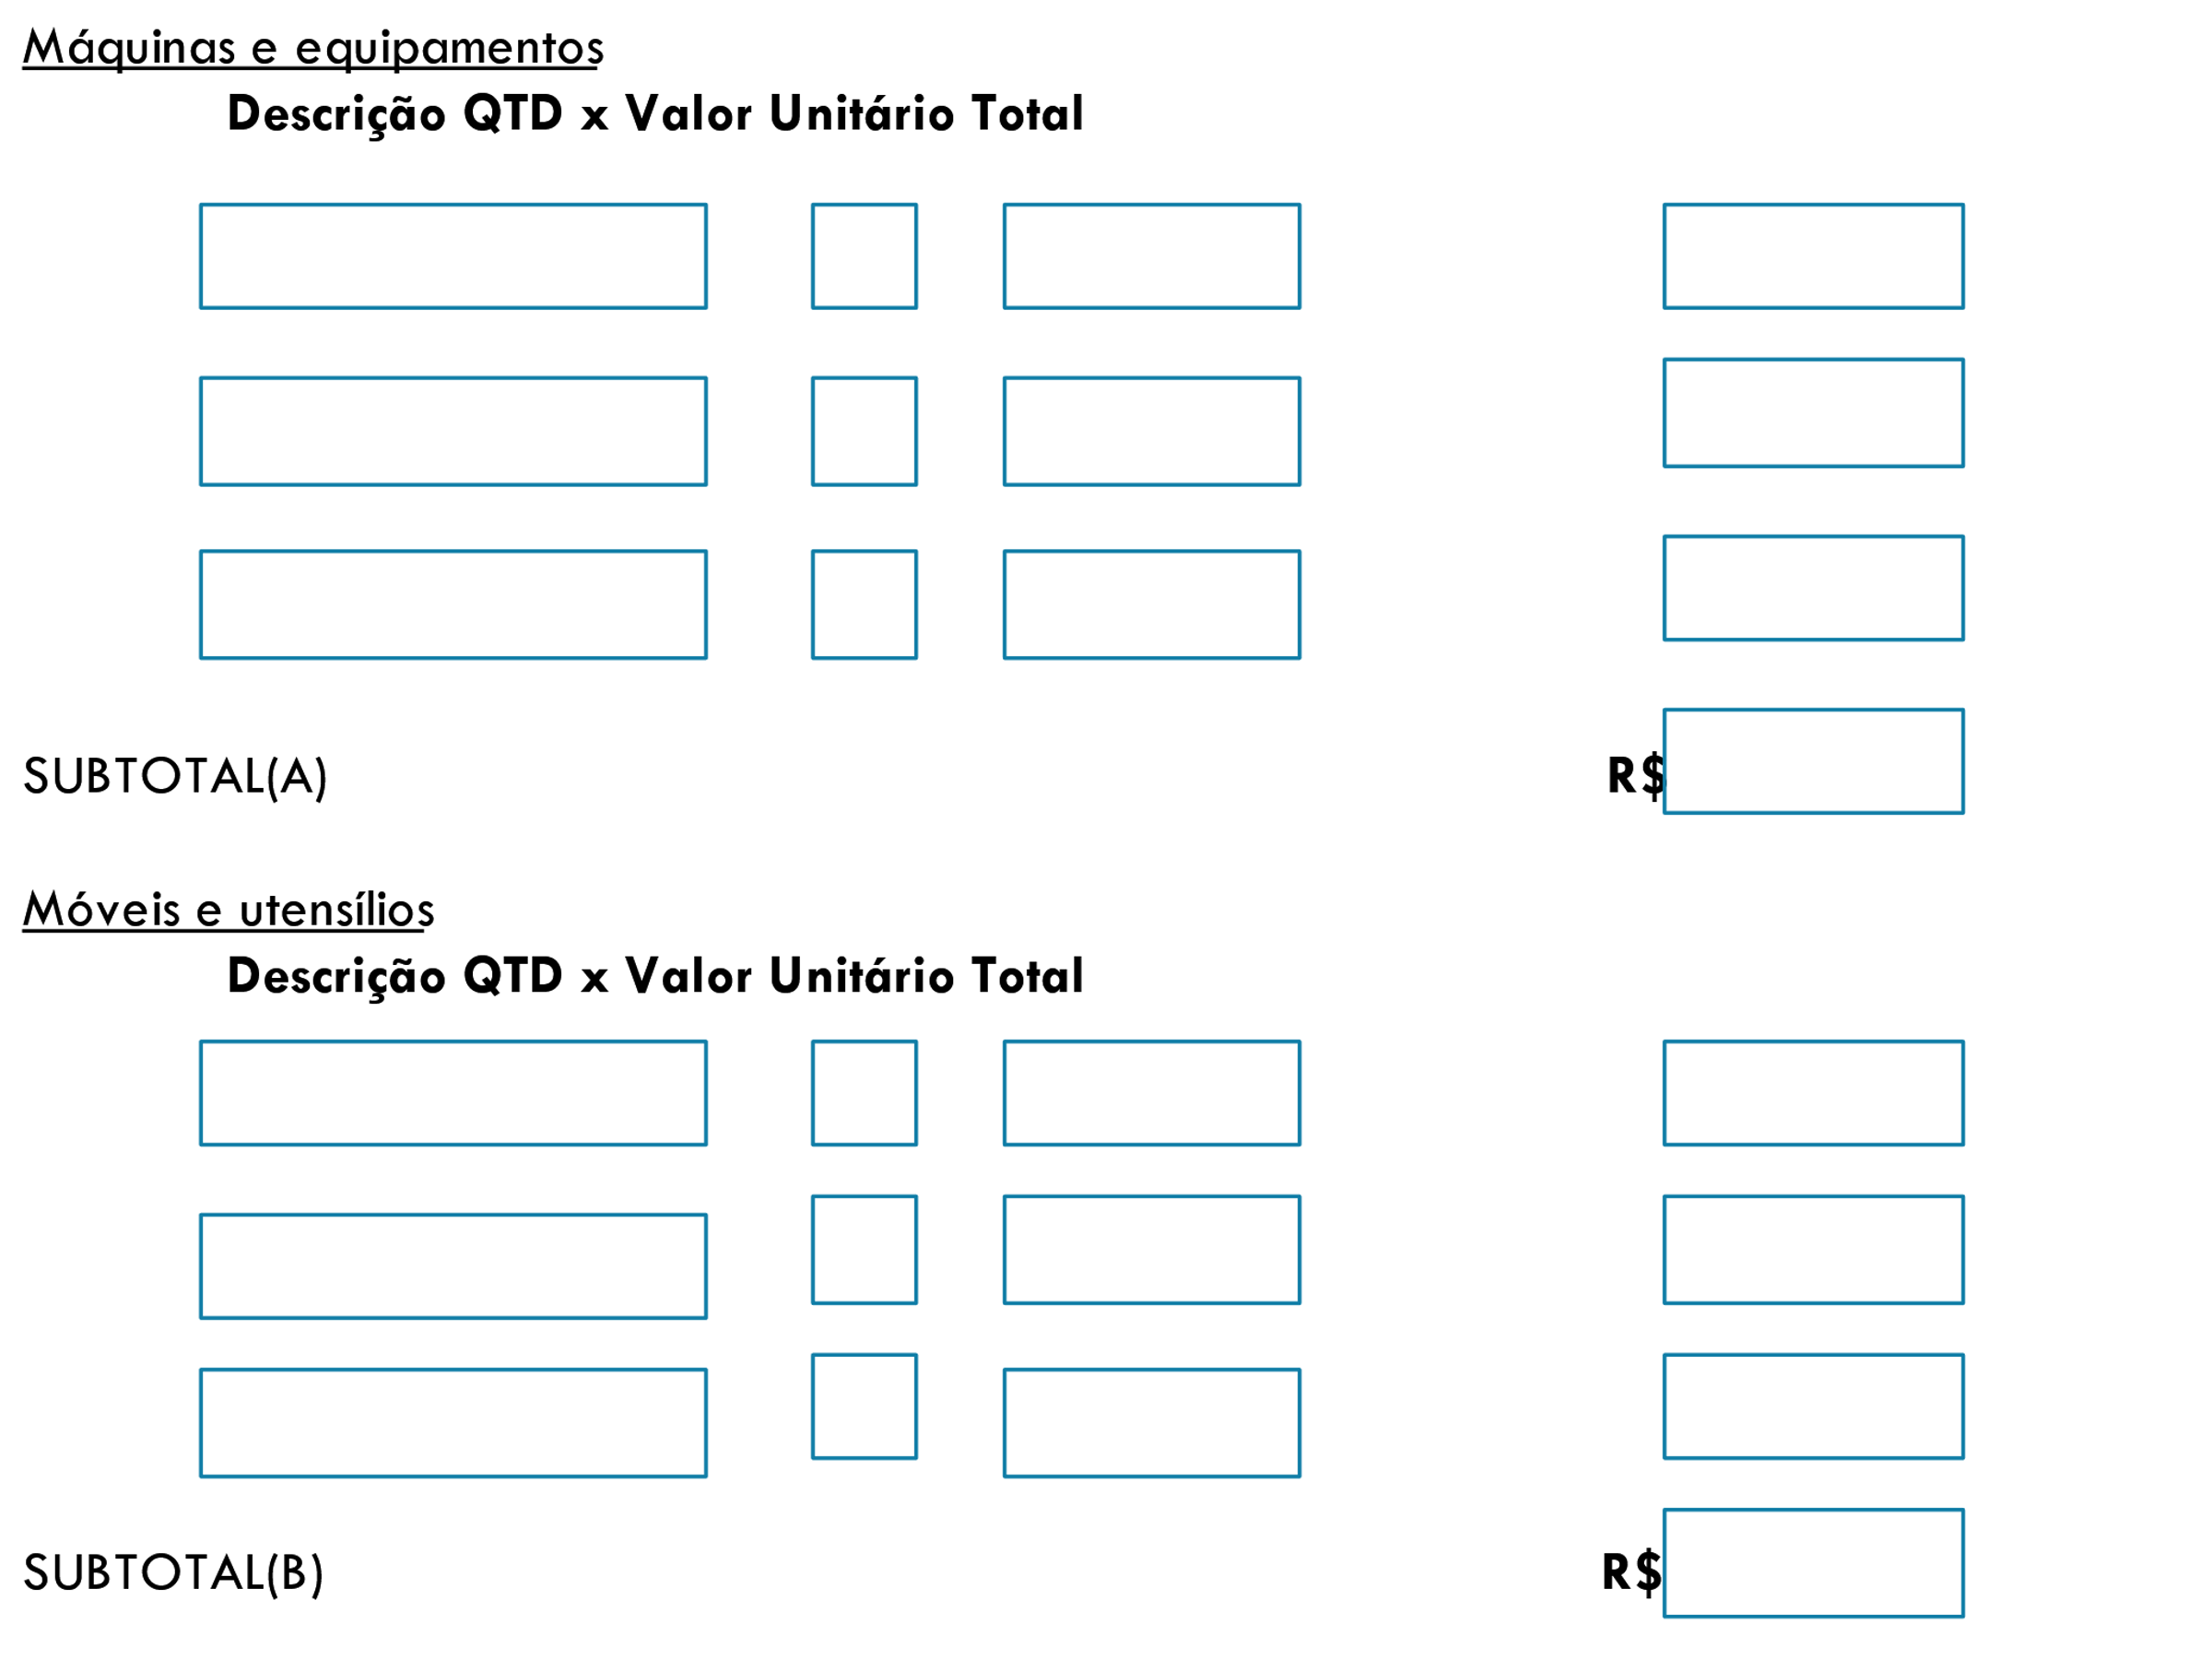 Máquinas e equipamentos
Descrição QTD x Valor Unitário Total
SUBTOTAL(A) R$
Móveis e utensílios
Descrição QTD x Valor Unitário Total
SUBTOTAL(B) R$